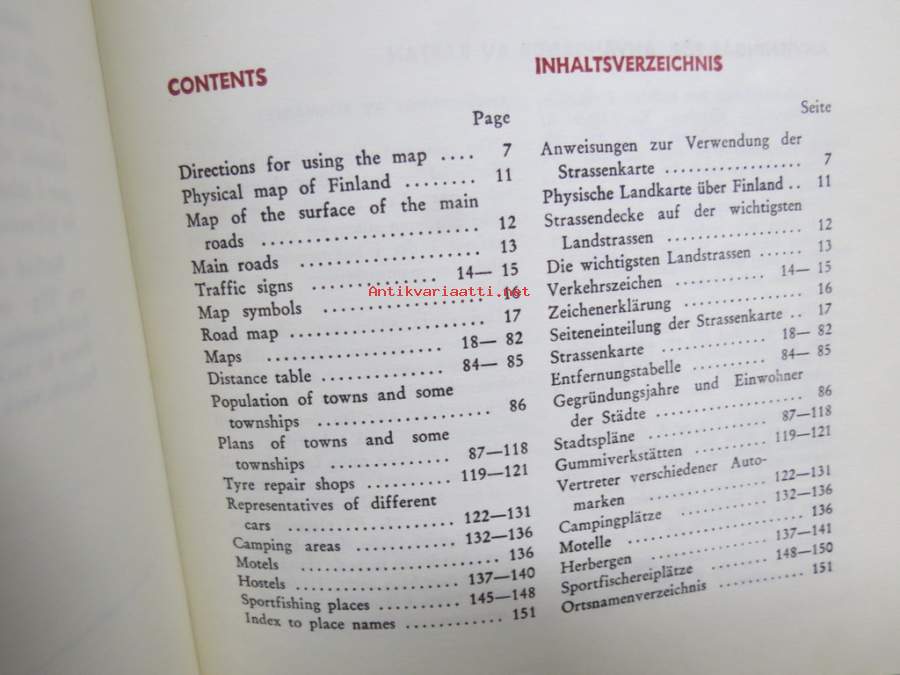 CONTENTS
Page
Directions for using the map .... 7
Physical map of Finland ........ 11
Map of the surface of the main
roads ........................ 12
Main roads .................... 13
Traffic signs .............. 14— 15
Map symbols .................. 16
Road map ..................... 17
Maps .................... 18— 82
Distance table .............. 84— 85
Population of towns and some
townships .................... 86
Plans of towns and some
townships .............. 87—118
Tyre repair shops .......... 119—121
Representatives of different
cars .................... 122—131
Camping areas ............ 132—136
Motels ........................ 136
Hostels .................... 137—140
Sportfishing places .......... 145—148
Index to place names ............ 151
INHALTSVERZEICHNIS
Seite
Anweisungen zur Verwendung der
Strassenkarte .................. 7
Physische Landkarte über Finland .. 11
Strassendecke auf der wichtigsten
Landstrassen .................. 12
Die wichtigsten Landstrassen ...... 13
Verkehrszeichen ............ 14— 15
Zeichenerklärung .............. 16
Seiteneinteilung der Strassenkarte .. 17
Strassenkarte .............. 18— 82
Entfernungstabelle .......... 84— 85
Gegründungsjahre und Einwohner
der Städte .................... 86
Stadtspläne ................ 87—118
Gummiverkstätten .......... 119—121
Vertreter verschiedener Auto-
marken ................ 122—131
Campingplätze .............. 132—136
Motelle ........................ 136
Herbergen ................ 137—141
Sportfischereiplätze .......... 148—150
Ortsnamenverzeichnis ............ 151
Antikvariaatti.net